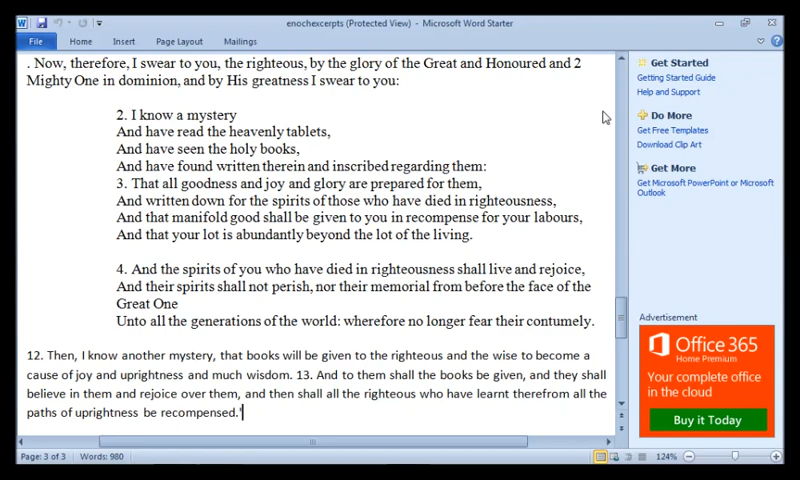 enochexcerpts (Protected View) - Microsoft Word Starter
File Home Insert Page Layout Mailings
. Now, therefore, I swear to you, the righteous, by the glory of the Great and Honoured and 2
Mighty One in dominion, and by His greatness I swear to you:
2. I know a mystery
And have read the heavenly tablets,
And have seen the holy books,
And have found written therein and inscribed regarding them:
3. That all goodness and joy and glory are prepared for them,
And written down for the spirits of those who have died in righteousness,
And that manifold good shall be given to you in recompense for your labours,
And that your lot is abundantly beyond the lot of the living.
4. And the spirits of you who have died in righteousness shall live and rejoice,
And their spirits shall not perish, nor their memorial from before the face of the
Great One
Unto all the generations of the world: wherefore no longer fear their contumely.
12. Then, I know another mystery, that books will be given to the righteous and the wise to become a
cause of joy and uprightness and much wisdom. 13. And to them shall the books be given, and they shall
believe in them and rejoice over them, and then shall all the righteous who have learnt therefrom all the
paths of uprightness be recompensed.'
Get Started
Getting Started Guide
Help and Support
Do More
Get Free Templates
Download Clip Art
Get More
Get Microsoft PowerPoint or Microsoft
Outlook
Advertisement
Office 365
Home Premium
Your complete office
in the cloud
Buy it Today
Page: 3 of 3 Words: 980 124%